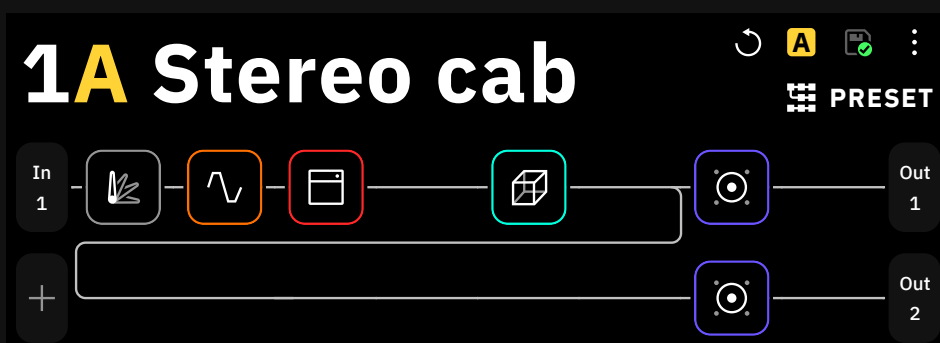 1A Stereo cab
A
PRESET
In
1
Out
1
Out
2